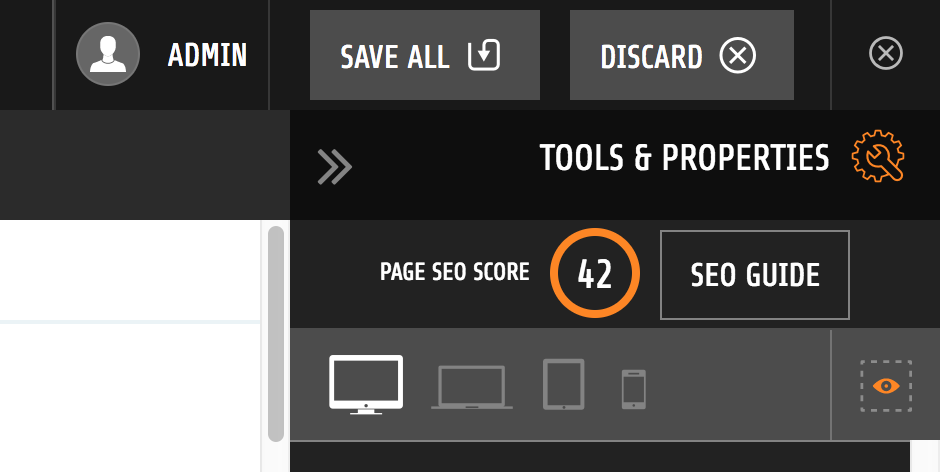 ADMIN
SAVE ALL
DISCARD
TOOLS & PROPERTIES
PAGE SEO SCORE
42
SEO GUIDE